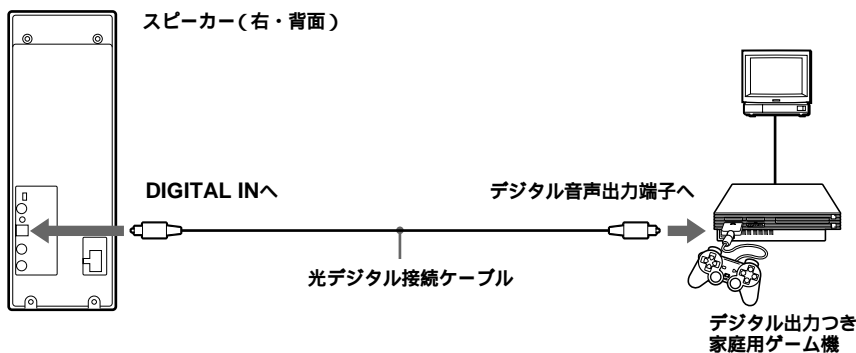 スピーカー(右・背面)
DIGITAL INへ
デジタル音声出力端子へ
光デジタル接続ケーブル
デジタル出力つき
家庭用ゲーム機